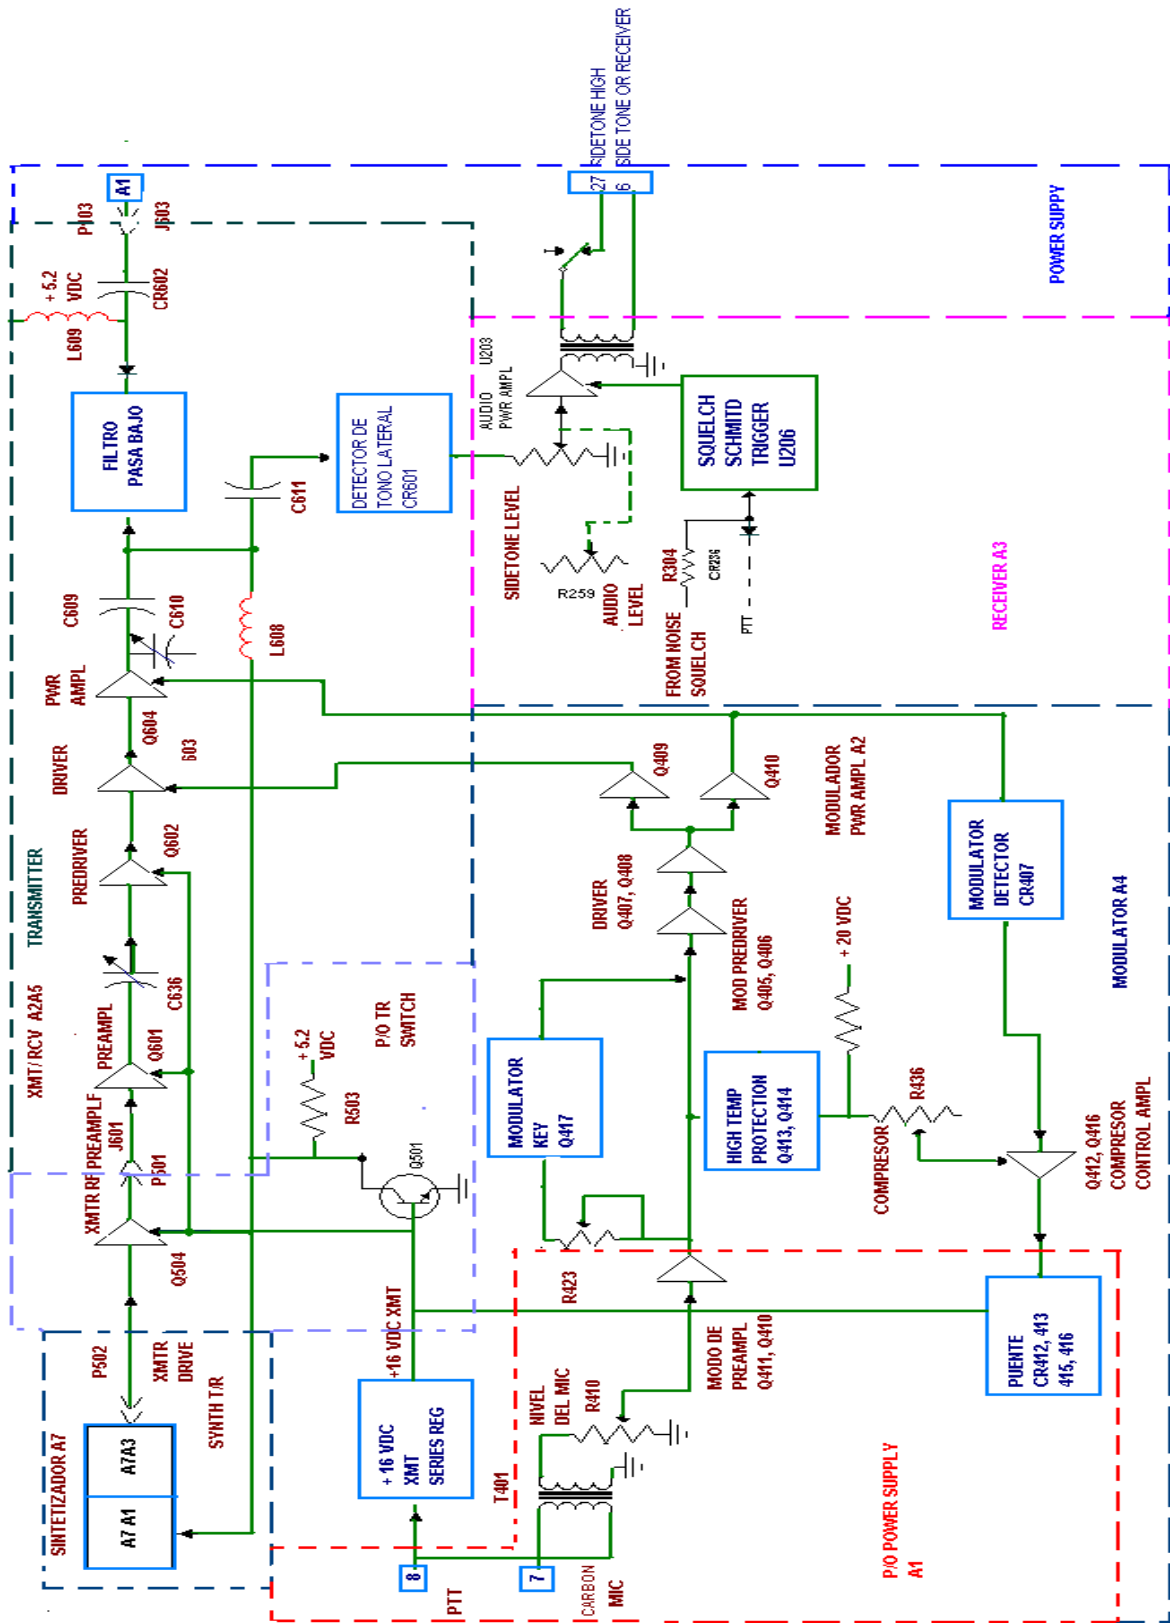 SINTETIZADOR A7
A7 A1
A7A3
SYNTH T/R
P502
XMTR
DRIVE
Q504
XMTR RF PREAMPLF
P501
J601
XMT/ RCV A2A5
TRANSMITTER
PREAMPL
Q601
C636
PREDRIVER
Q602
DRIVER
603
Q604
PWR
AMPL
C609
C610
L608
C611
FILTRO
PASA BAJO
L609
+ 5.2
VDC
CR602
P103
J603
A1
DETECTOR DE
TONO LATERAL
CR601
+ 16 VDC
XMT
SERIES REG
+16 VDC XMT
+ 5.2
VDC
R503
Q501
P/O TR
SWITCH
AUDIO U203
PWR AMPL
SIDETONE LEVEL
R259
AUDIO
LEVEL
FROM NOISE
SQUELCH
R304
CR236
PTT
SQUELCH
SCHMITD
TRIGGER
U206
27
6
SIDETONE HIGH
SIDE TONE OR RECEIVER
POWER SUPPY
RECEIVER A3
8
PTT
7
CARBON
MIC
T401
NIVEL
DEL MIC
R410
R423
MODO DE
PREAMPL
Q411, Q410
MODULATOR
KEY
Q417
MOD PREDRIVER
Q405, Q406
DRIVER
Q407, Q408
Q409
Q410
MODULADOR
PWR AMPL A2
HIGH TEMP
PROTECTION
Q413, Q414
+ 20 VDC
COMPRESOR
R436
MODULATOR
DETECTOR
CR407
Q412, Q416
COMPRESOR
CONTROL AMPL
PUENTE
CR412, 413
415, 416
MODULATOR A4
P/O POWER SUPPLY
A1